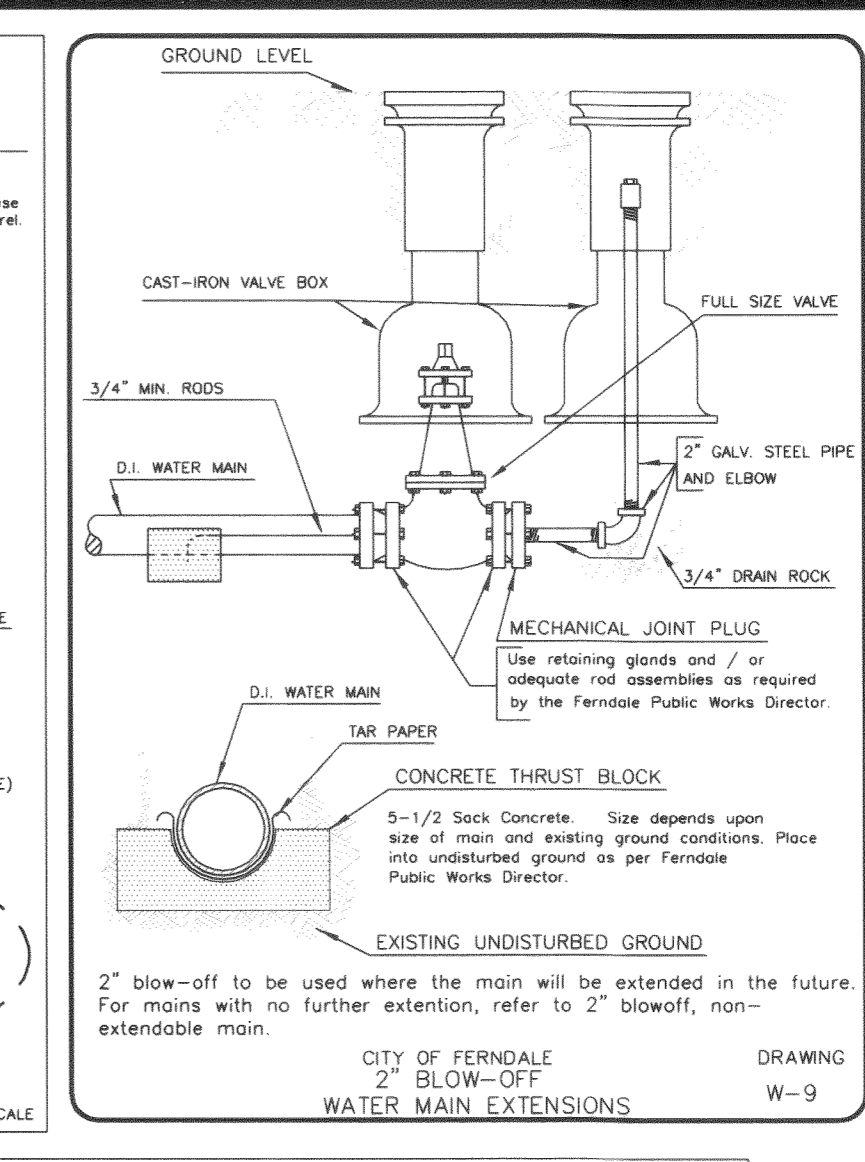 GROUND LEVEL
rel.
CAST-IRON VALVE BOX
FULL SIZE VALVE
3/4" MIN. RODS
D.I. WATER MAIN
2" GALV. STEEL PIPE
AND ELBOW
3/4" DRAIN ROCK
MECHANICAL JOINT PLUG
Use retaining glands and / or
adequate rod assemblies as required
by the Ferndale Public Works Director.
D.I. WATER MAIN
TAR PAPER
CONCRETE THRUST BLOCK
5-1/2 Sack Concrete. Size depends upon
size of main and existing ground conditions. Place
into undisturbed ground as per Ferndale
Public Works Director.
EXISTING UNDISTURBED GROUND
2" blow-off to be used where the main will be extended in the future.
For mains with no further extention, refer to 2" blowoff, non-
extendable main.
CITY OF FERNDALE
2" BLOW-OFF
WATER MAIN EXTENSIONS
DRAWING
W-9